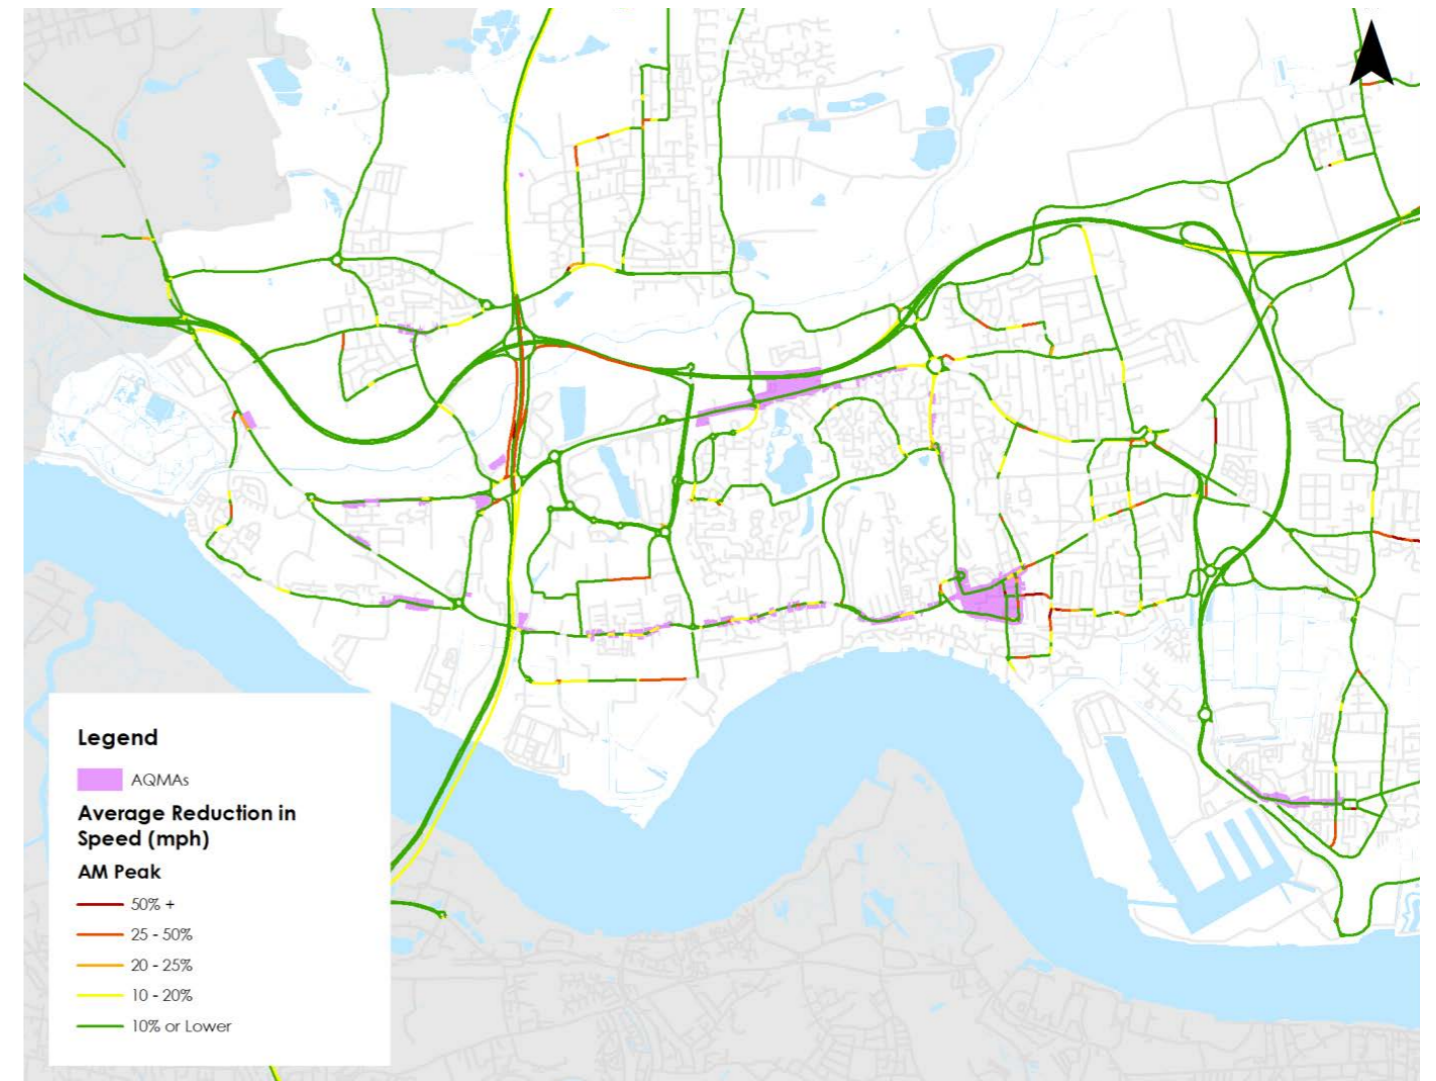 Legend
AQMAs
Average Reduction in
Speed (mph)
AM Peak
50% +
25 - 50%
20 - 25%
10 - 20%
10% or Lower